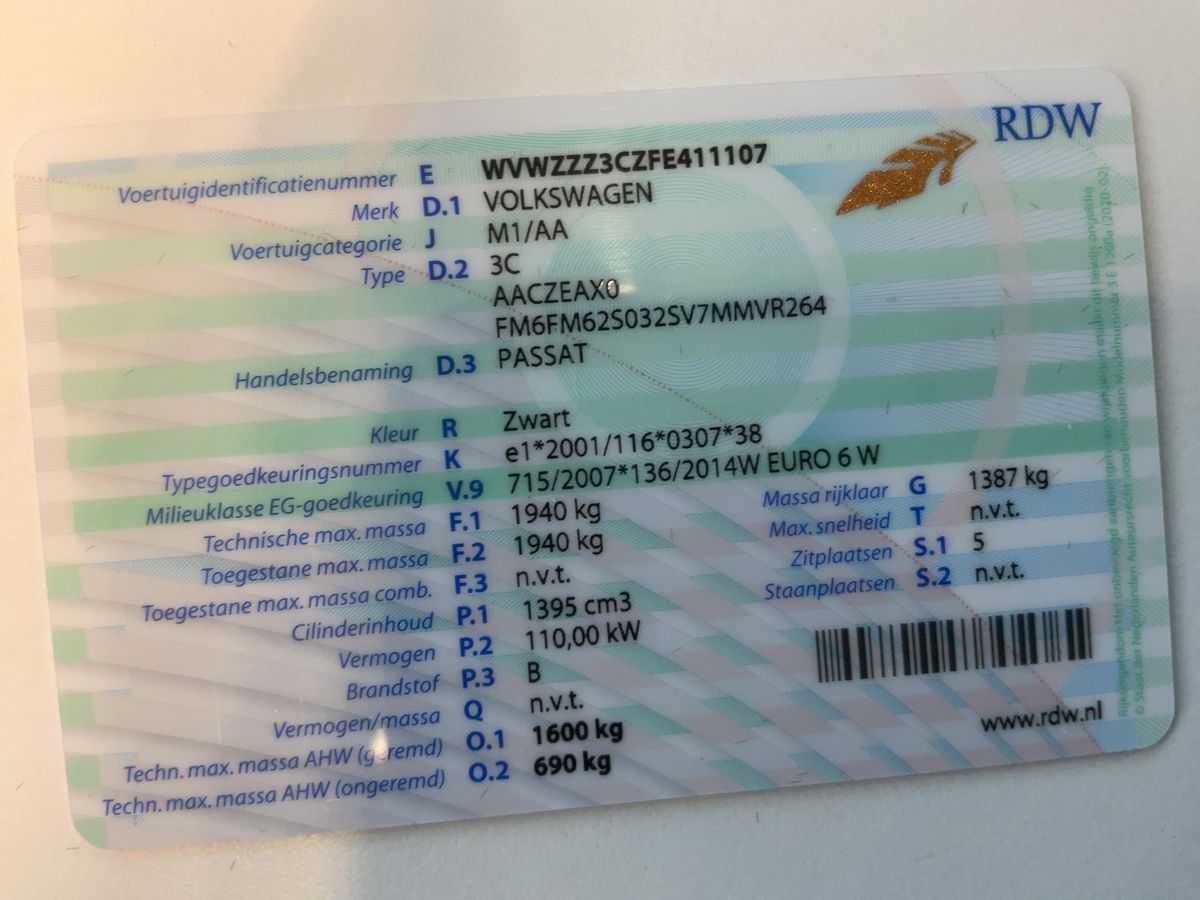 RDW
Voertuigidentificatienummer E WVWZZZ3CZFE411107
Merk D.1 VOLKSWAGEN
Voertuigcategorie J M1/AA
Type D.2 3C
AACZEAX0
FM6FM62S032SV7MMVR264
Handelsbenaming D.3 PASSAT
Kleur R Zwart
Typegoedkeuringsnummer K e1*2001/116*0307*38
Milieuklasse EG-goedkeuring V.9 715/2007*136/2014W EURO 6 W
Technische max. massa F.1 1940 kg
Toegestane max. massa F.2 1940 kg
Toegestane max. massa comb. F.3 n.v.t.
Cilinderinhoud P.1 1395 cm3
Vermogen P.2 110,00 kW
Brandstof P.3 B
Vermogen/massa Q n.v.t.
Techn. max. massa AHW (geremd) O.1 1600 kg
Techn. max. massa AHW (ongeremd) O.2 690 kg
Massa rijklaar G 1387 kg
Max. snelheid T n.v.t.
Zitplaatsen S.1 5
Staanplaatsen S.2 n.v.t.
www.rdw.nl